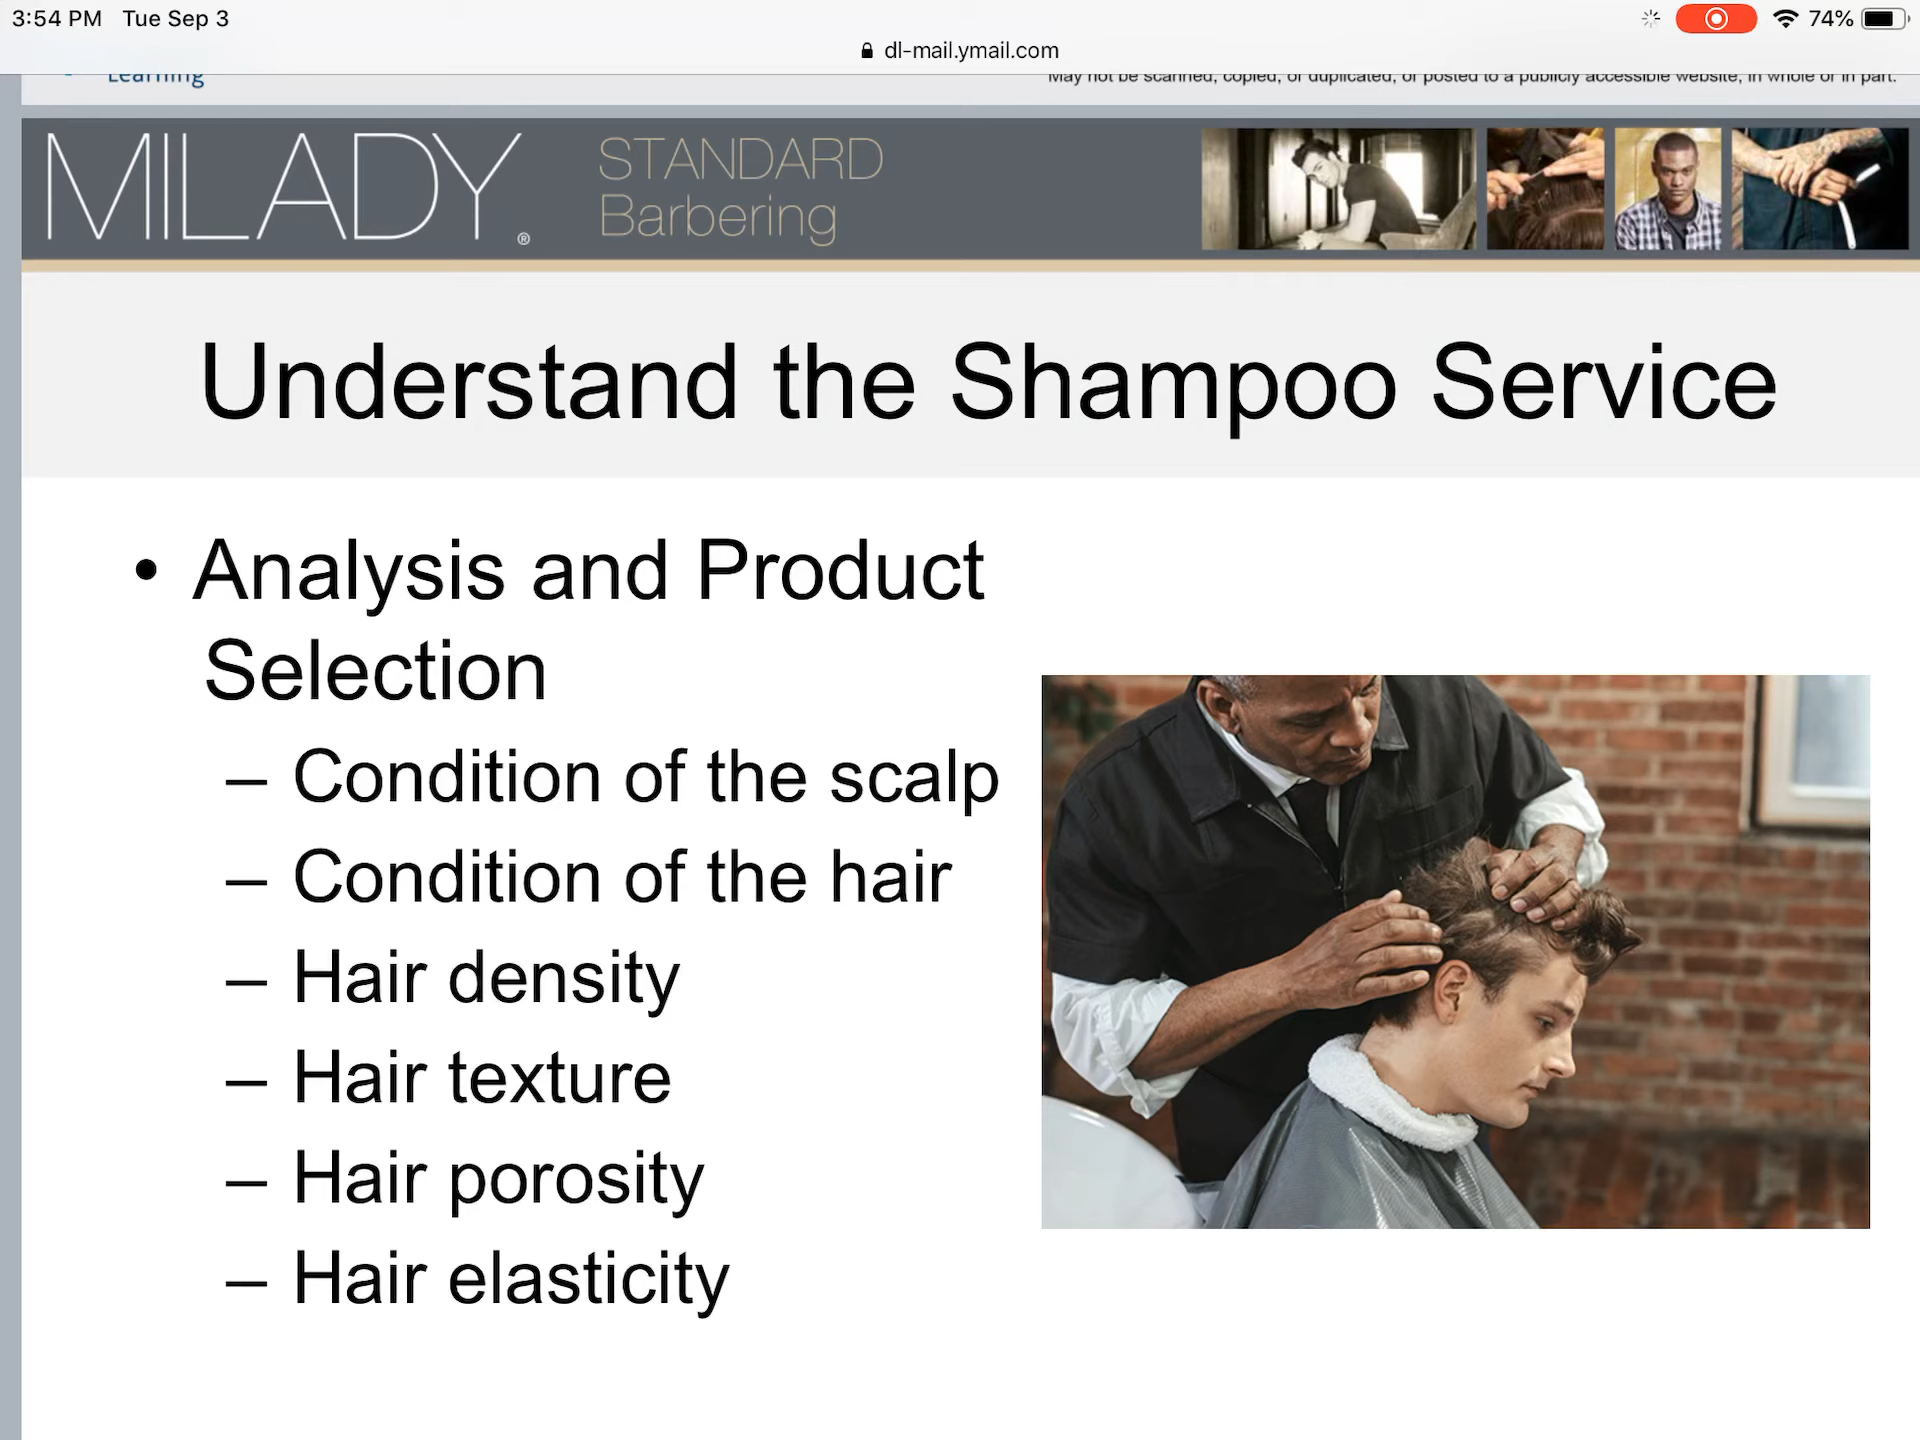 3:54 PM Tue Sep 3
74%
dl-mail.ymail.com
Learning
May not be scanned, copied, or duplicated, or posted to a publicly accessible website, in whole or in part.
MILADY®
STANDARD
Barbering
Understand the Shampoo Service
• Analysis and Product
Selection
– Condition of the scalp
– Condition of the hair
– Hair density
– Hair texture
– Hair porosity
– Hair elasticity